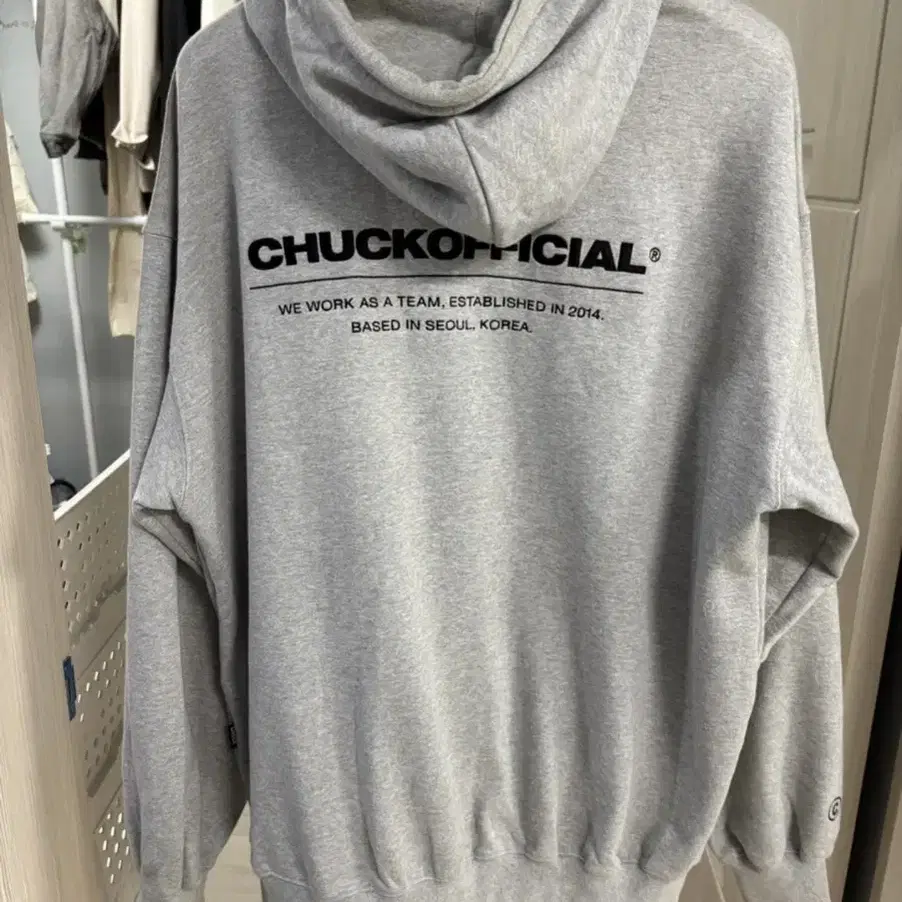 CHUCKOFFICIAL®
WE WORK AS A TEAM, ESTABLISHED IN 2014.
BASED IN SEOUL, KOREA.
©